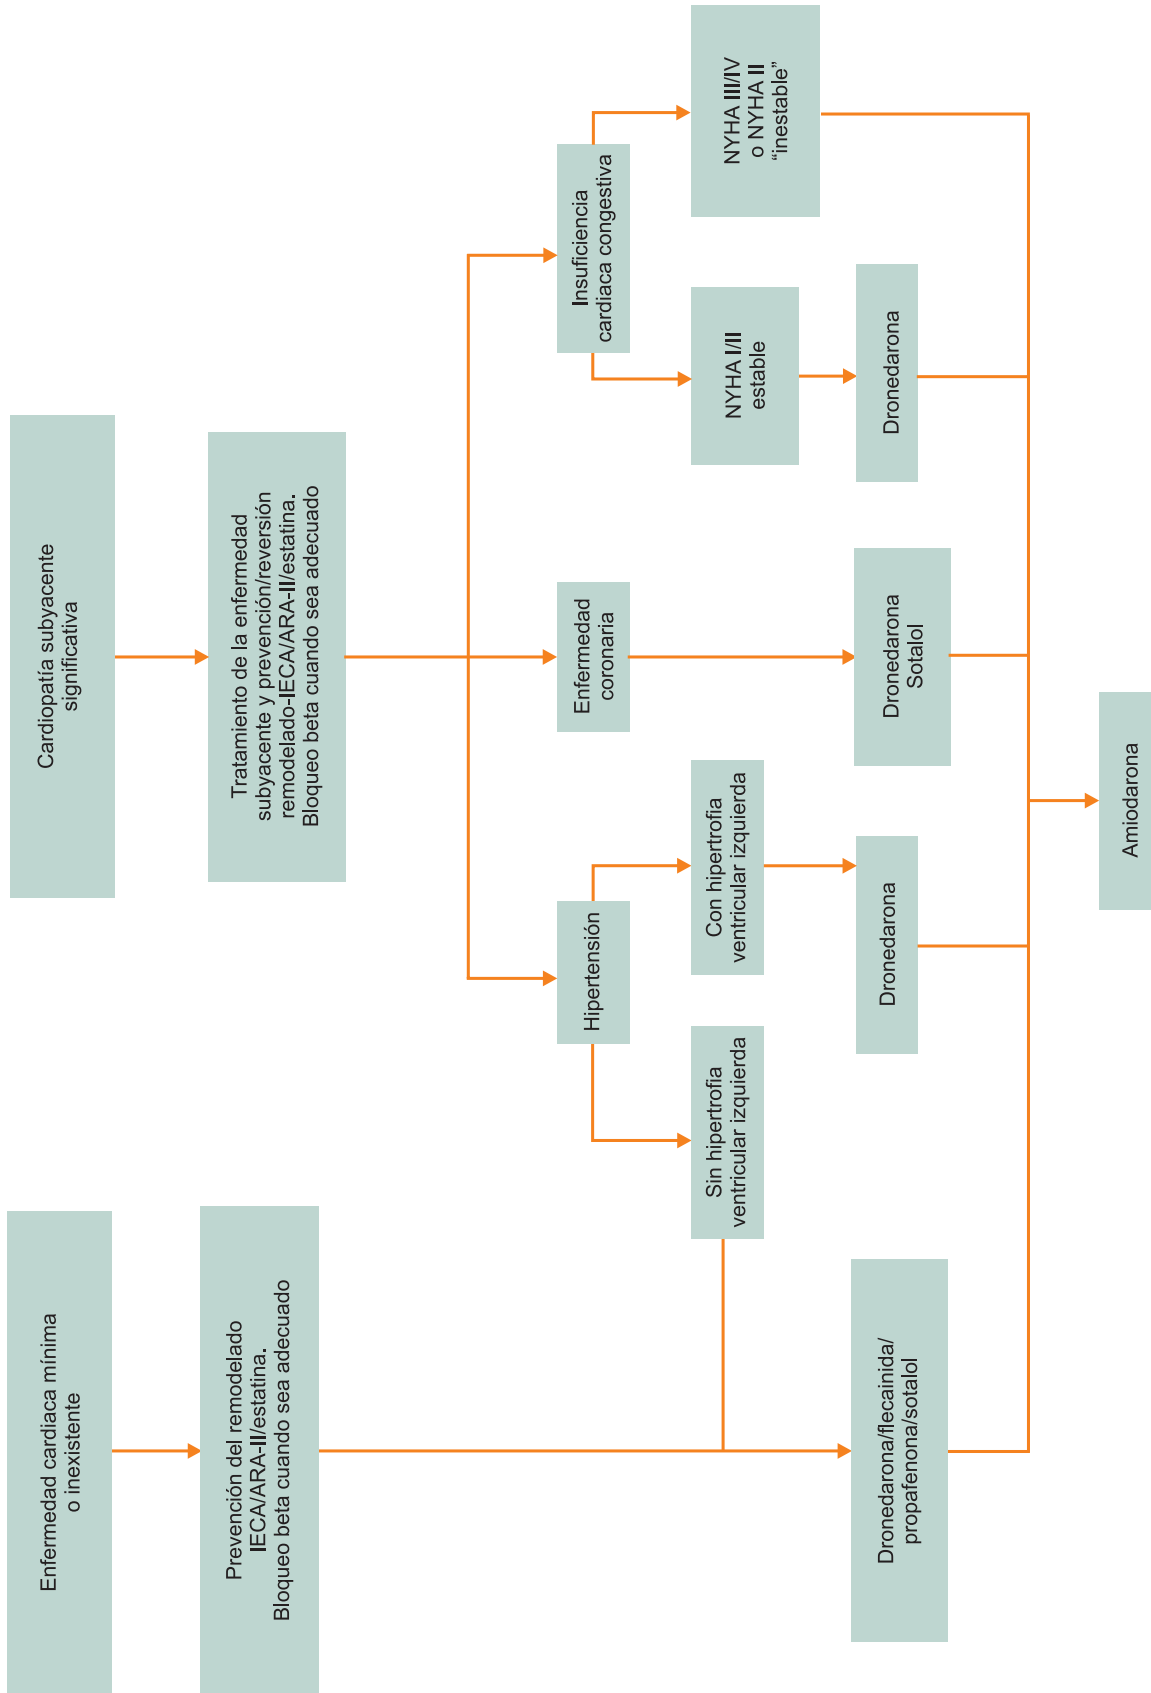 Enfermedad cardiaca mínima
o inexistente
Cardiopatía subyacente
significativa
Prevención del remodelado
IECA/ARA-II/estatina.
Bloqueo beta cuando sea adecuado
Tratamiento de la enfermedad
subyacente y prevención/reversión
remodelado-IECA/ARA-II/estatina.
Bloqueo beta cuando sea adecuado
Hipertensión
Enfermedad
coronaria
Insuficiencia
cardiaca congestiva
Sin hipertrofia
ventricular izquierda
Con hipertrofia
ventricular izquierda
NYHA I/II
estable
NYHA III/IV
o NYHA II
“inestable”
Dronedarona/flecainida/
propafenona/sotalol
Dronedarona
Dronedarona
Sotalol
Dronedarona
Amiodarona